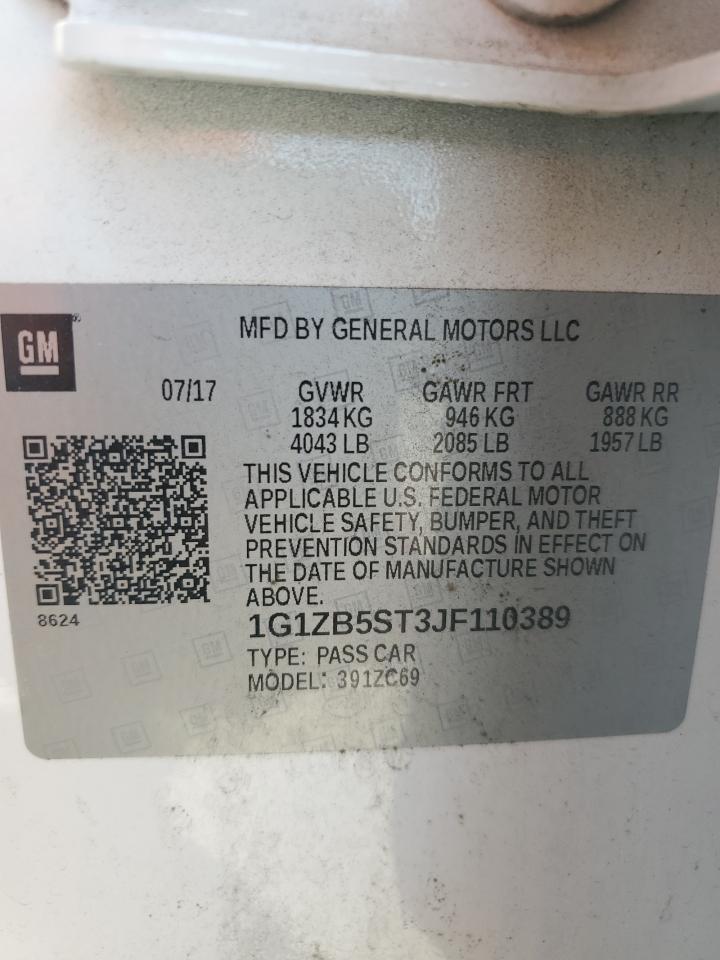 GM
MFD BY GENERAL MOTORS LLC
07/17 GVWR GAWR FRT GAWR RR
1834 KG 946 KG 888 KG
4043 LB 2085 LB 1957 LB
THIS VEHICLE CONFORMS TO ALL
APPLICABLE U.S. FEDERAL MOTOR
VEHICLE SAFETY, BUMPER, AND THEFT
PREVENTION STANDARDS IN EFFECT ON
THE DATE OF MANUFACTURE SHOWN
ABOVE.
8624
1G1ZB5ST3JF110389
TYPE: PASS CAR
MODEL: 391ZC69